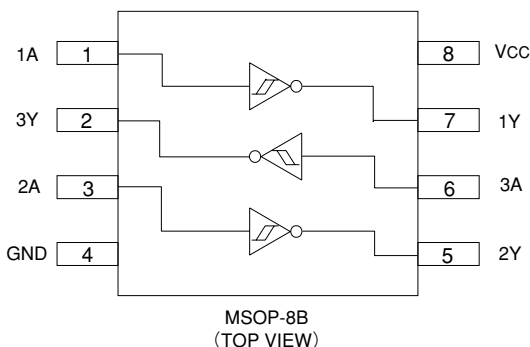 1A 1 8 VCC
3Y 2 7 1Y
2A 3 6 3A
GND 4 5 2Y
MSOP-8B
(TOP VIEW)